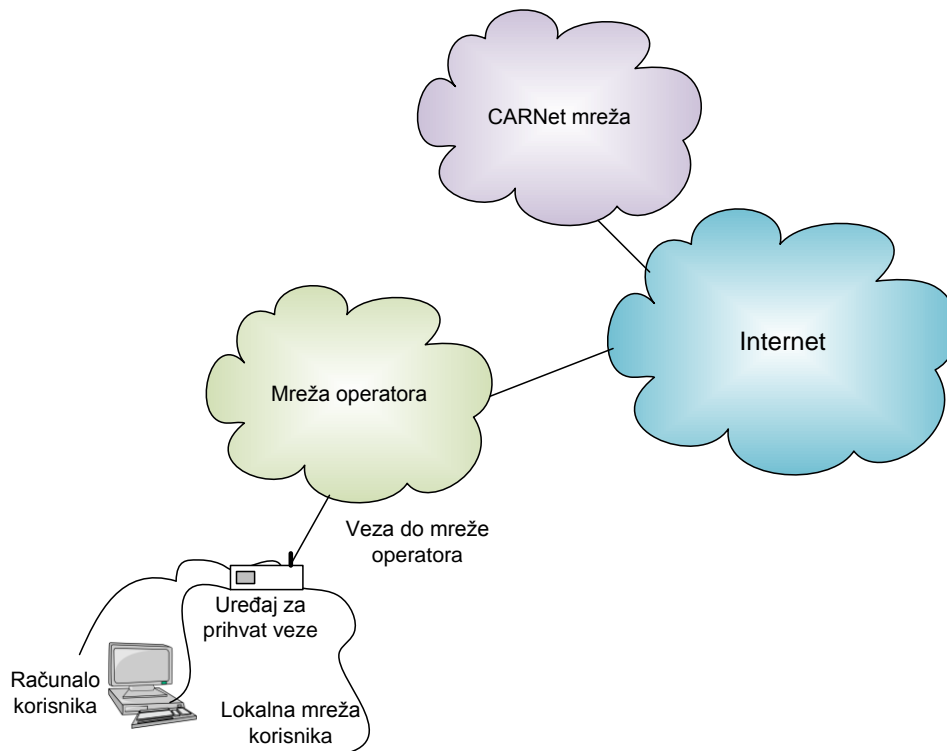 CARNet mreža
Internet
Mreža operatora
Veza do mreže
operatora
Uređaj za
prihvat veze
Računalo
korisnika
Lokalna mreža
korisnika